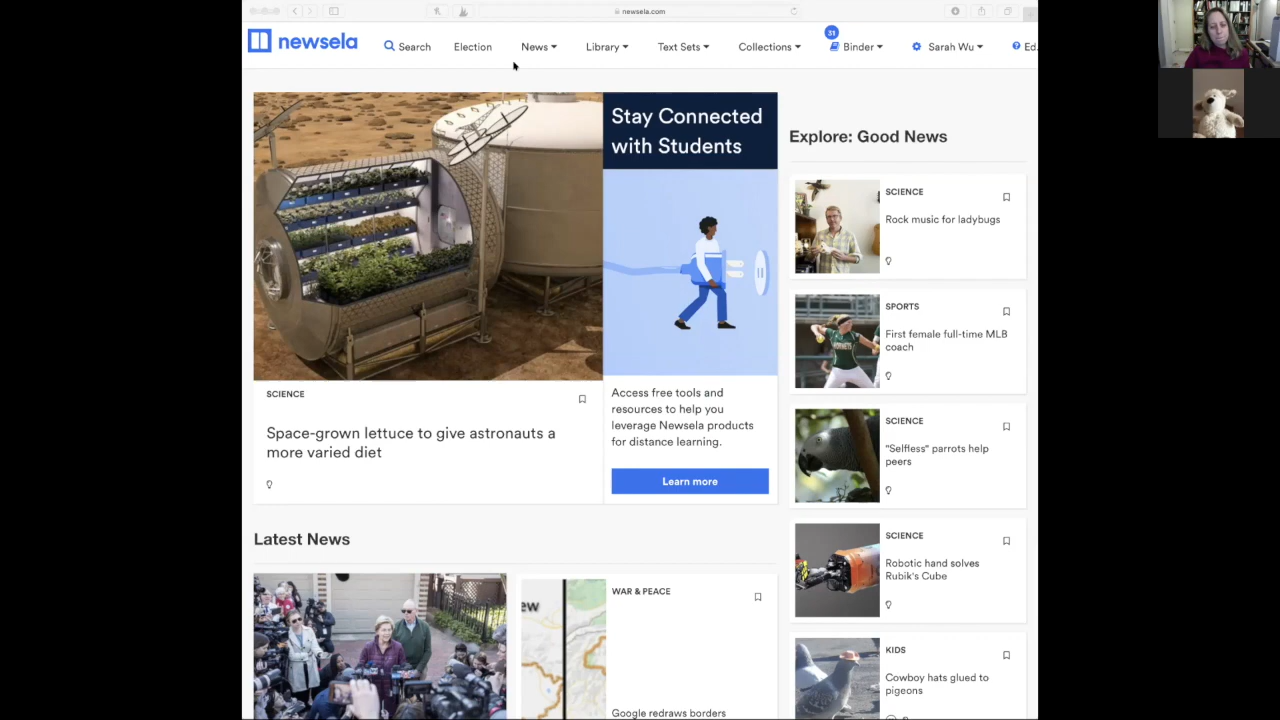 newsela.com
newsela
Search
Election
News
Library
Text Sets
Collections
31
Binder
Sarah Wu
Ed.
Stay Connected
with Students
Access free tools and
resources to help you
leverage Newsela products
for distance learning.
Learn more
SCIENCE
Space-grown lettuce to give astronauts a
more varied diet
Explore: Good News
SCIENCE
Rock music for ladybugs
SPORTS
First female full-time MLB
coach
SCIENCE
"Selfless" parrots help
peers
SCIENCE
Robotic hand solves
Rubik's Cube
KIDS
Cowboy hats glued to
pigeons
Latest News
ew
WAR & PEACE
Google redraws borders